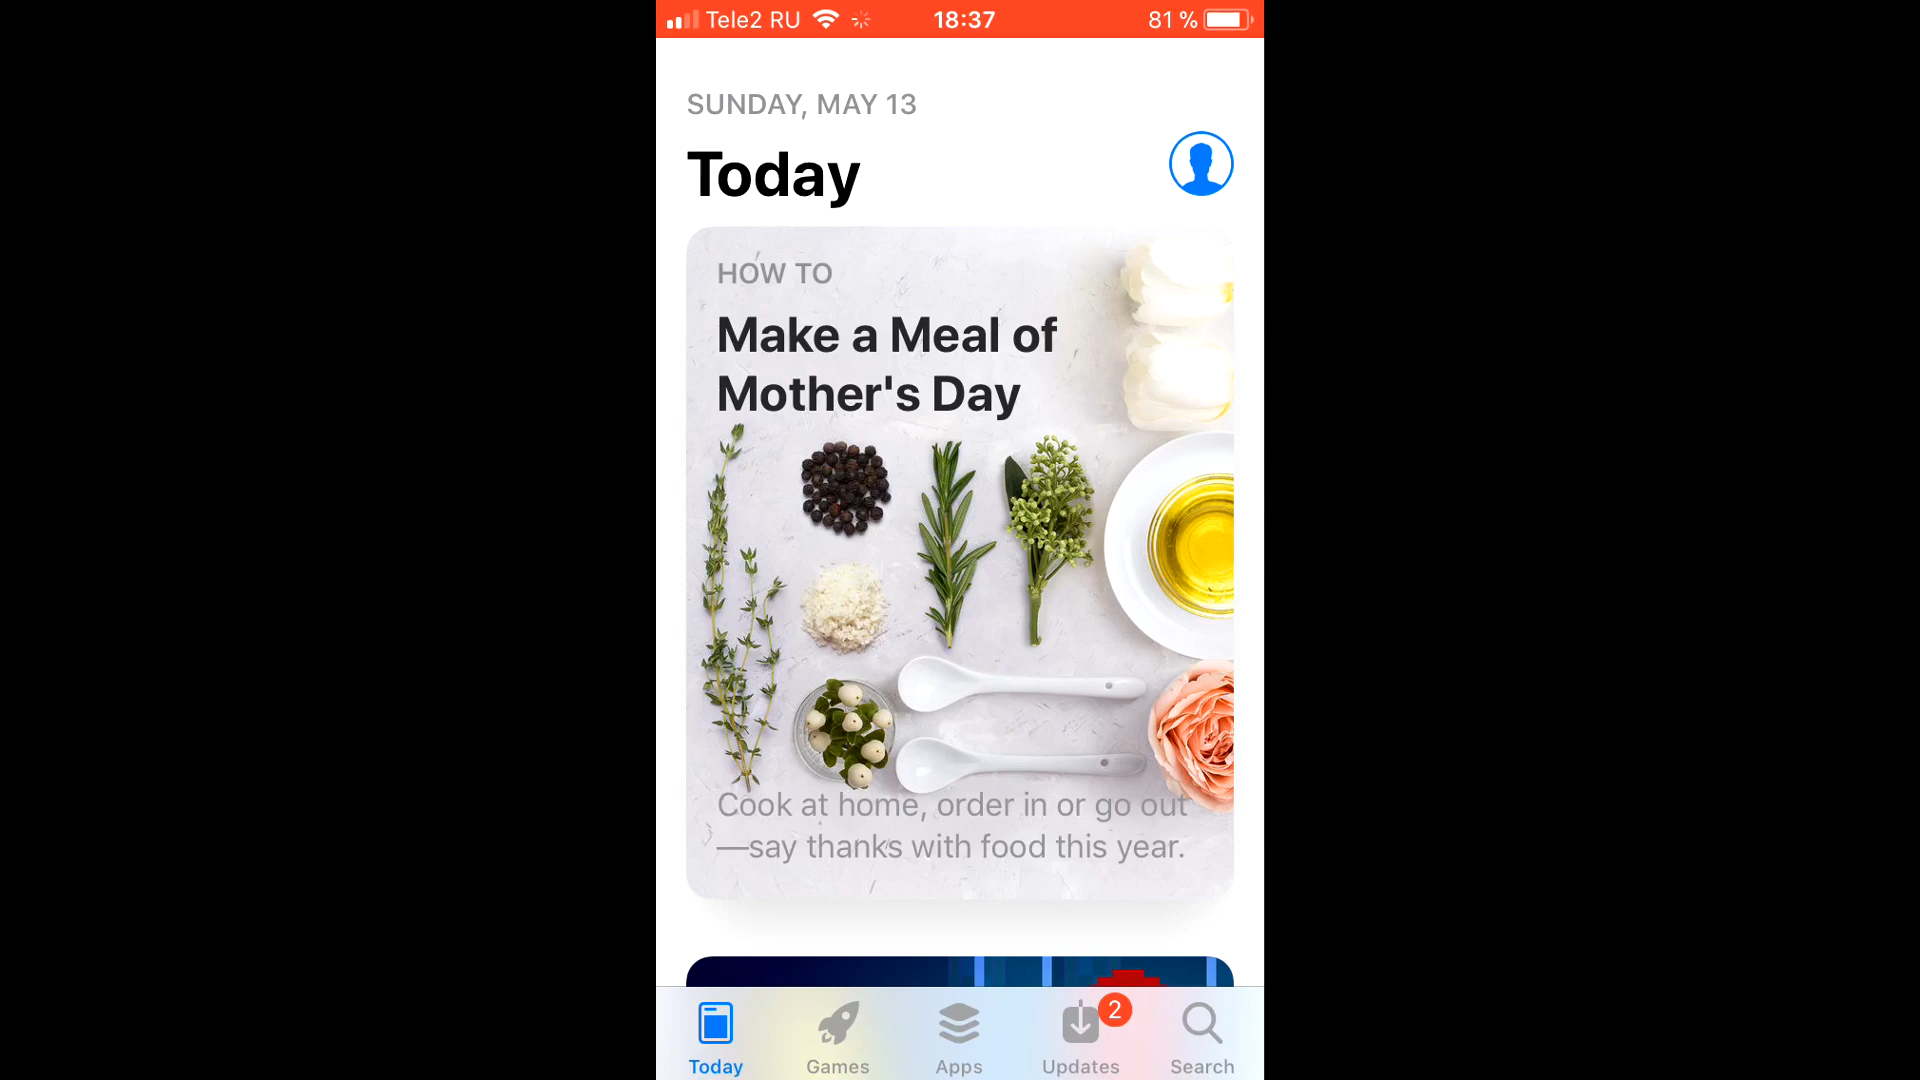 Tele2 RU 18:37 81 %
SUNDAY, MAY 13
Today
HOW TO
Make a Meal of
Mother's Day
Cook at home, order in or go out
—say thanks with food this year.
2
Today Games Apps Updates Search